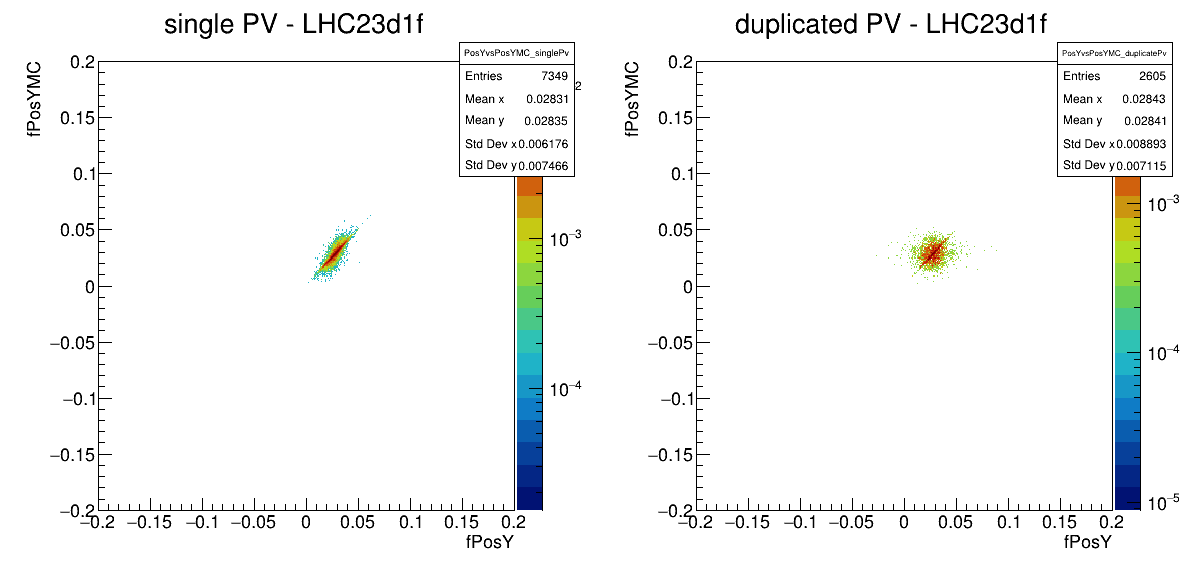 single PV - LHC23d1f
fPosYMC
PosYvsPosYMC_singlePv
Entries 7349
Mean x 0.02831
Mean y 0.02835
Std Dev x 0.006176
Std Dev y 0.007466
0.2
0.15
0.1
0.05
0
−0.05
−0.1
−0.15
−0.2
−0.2 −0.15 −0.1 −0.05 0 0.05 0.1 0.15 0.2
fPosY
2
10⁻³
10⁻⁴
duplicated PV - LHC23d1f
fPosYMC
PosYvsPosYMC_duplicatePv
Entries 2605
Mean x 0.02843
Mean y 0.02841
Std Dev x 0.008893
Std Dev y 0.007115
0.2
0.15
0.1
0.05
0
−0.05
−0.1
−0.15
−0.2
−0.2 −0.15 −0.1 −0.05 0 0.05 0.1 0.15 0.2
fPosY
10⁻³
10⁻⁴
10⁻⁵